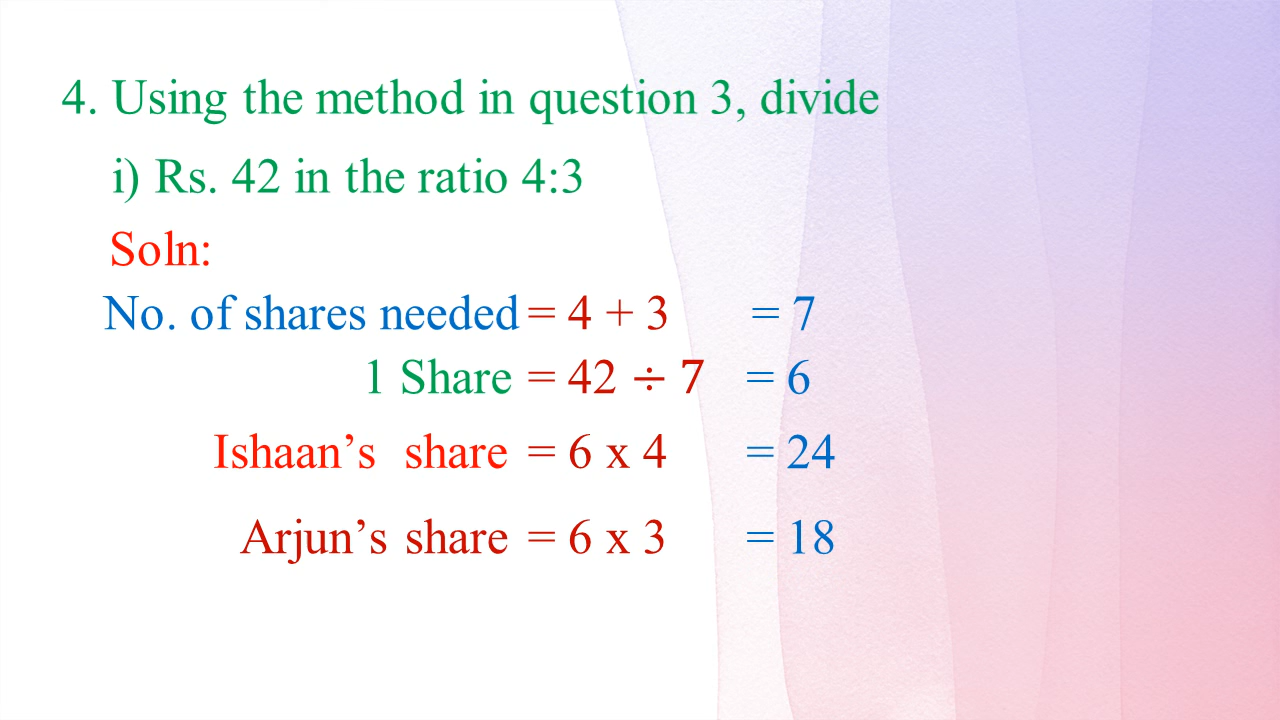 4. Using the method in question 3, divide
i) Rs. 42 in the ratio 4:3
Soln:
No. of shares needed = 4 + 3 = 7
1 Share = 42 ÷ 7 = 6
Ishaan’s share = 6 x 4 = 24
Arjun’s share = 6 x 3 = 18